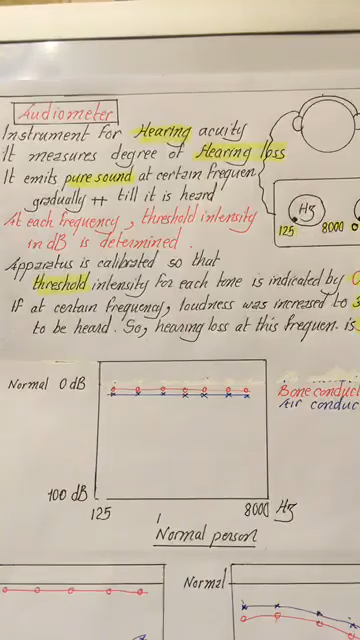 Audiometer
Instrument for Hearing acuity
It measures degree of Hearing loss
It emits pure sound at certain frequen
gradually ++ till it is heard
At each frequency, threshold intensity
in dB is determined.
Apparatus is calibrated so that
threshold intensity for each tone is indicated by 0
If at certain frequency, loudness was increased to 3
to be heard. So, hearing loss at this frequen. is
Hz
125 8000
Normal 0 dB
Bone conduct
Air conduc
100 dB
125 8000 Hz
Normal person
Normal